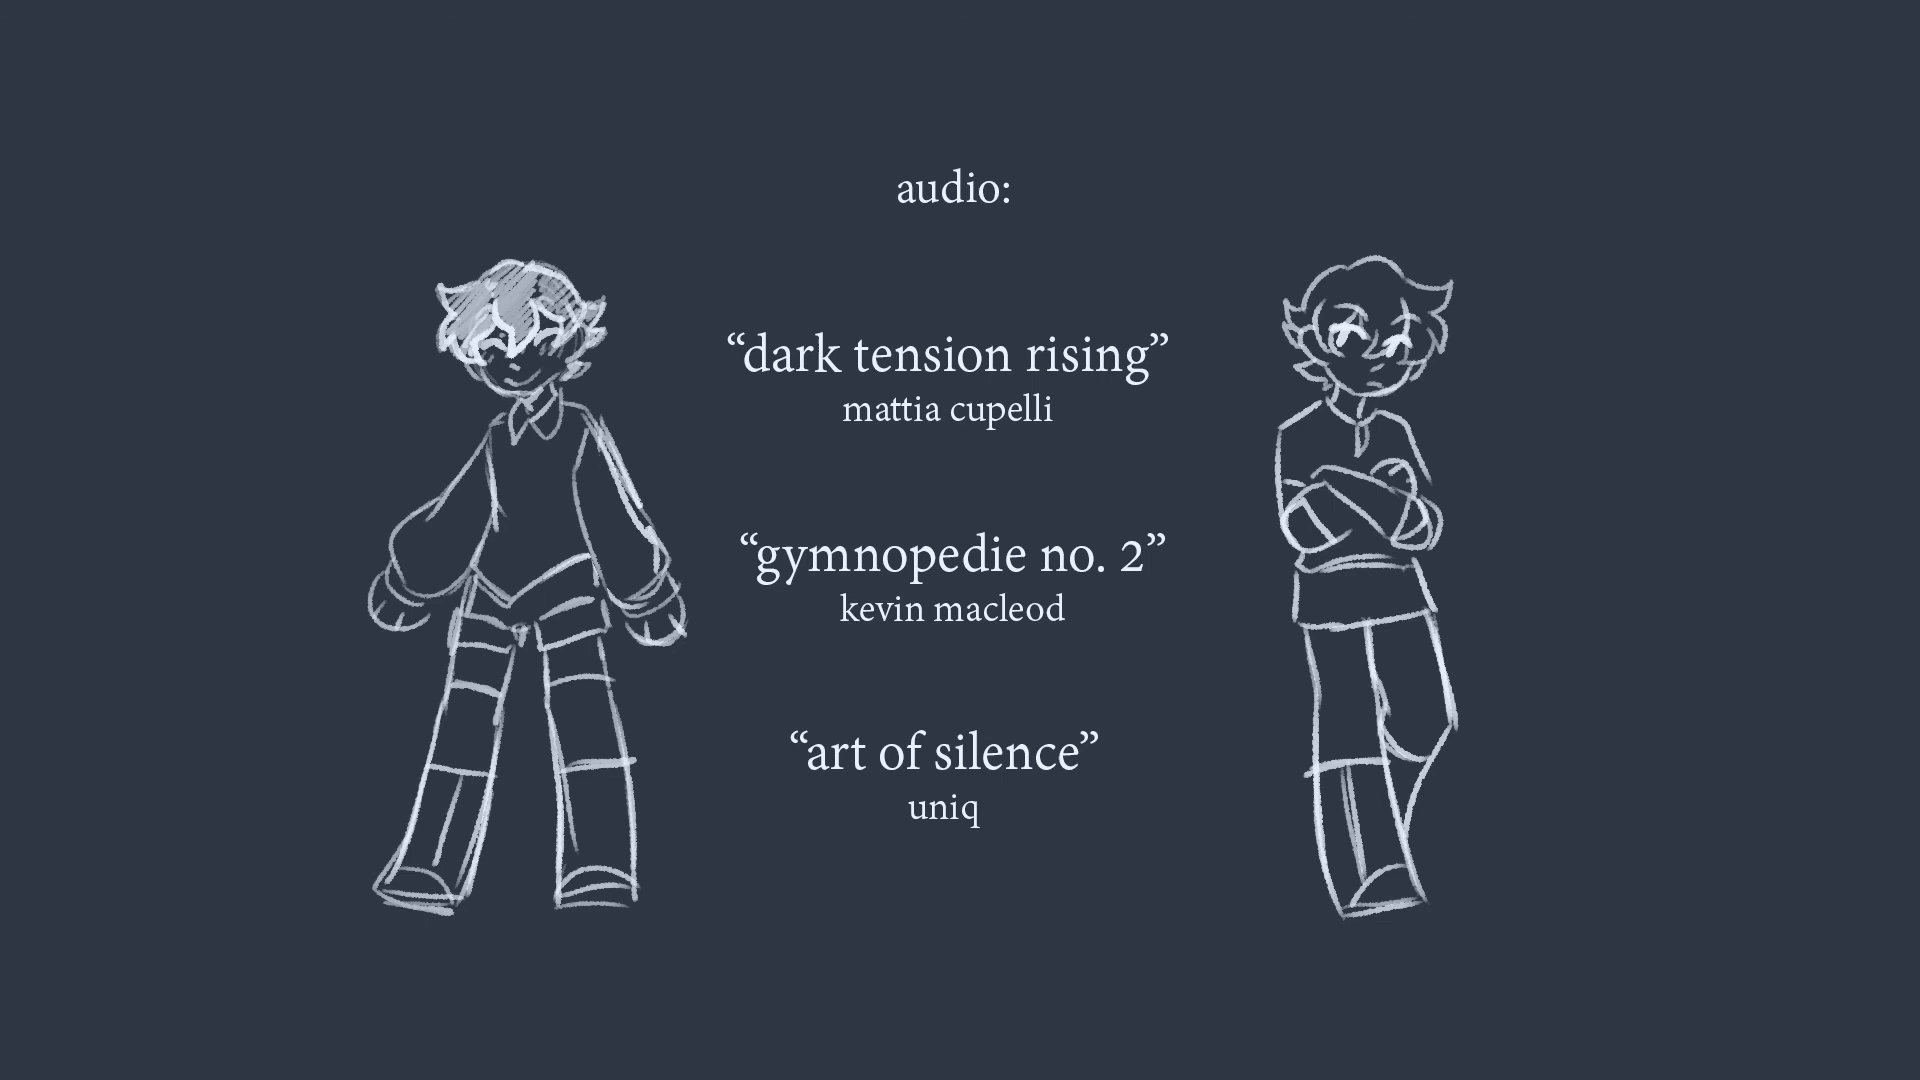 audio:
“dark tension rising”
mattia cupelli
“gymnopedie no. 2”
kevin macleod
“art of silence”
uniq